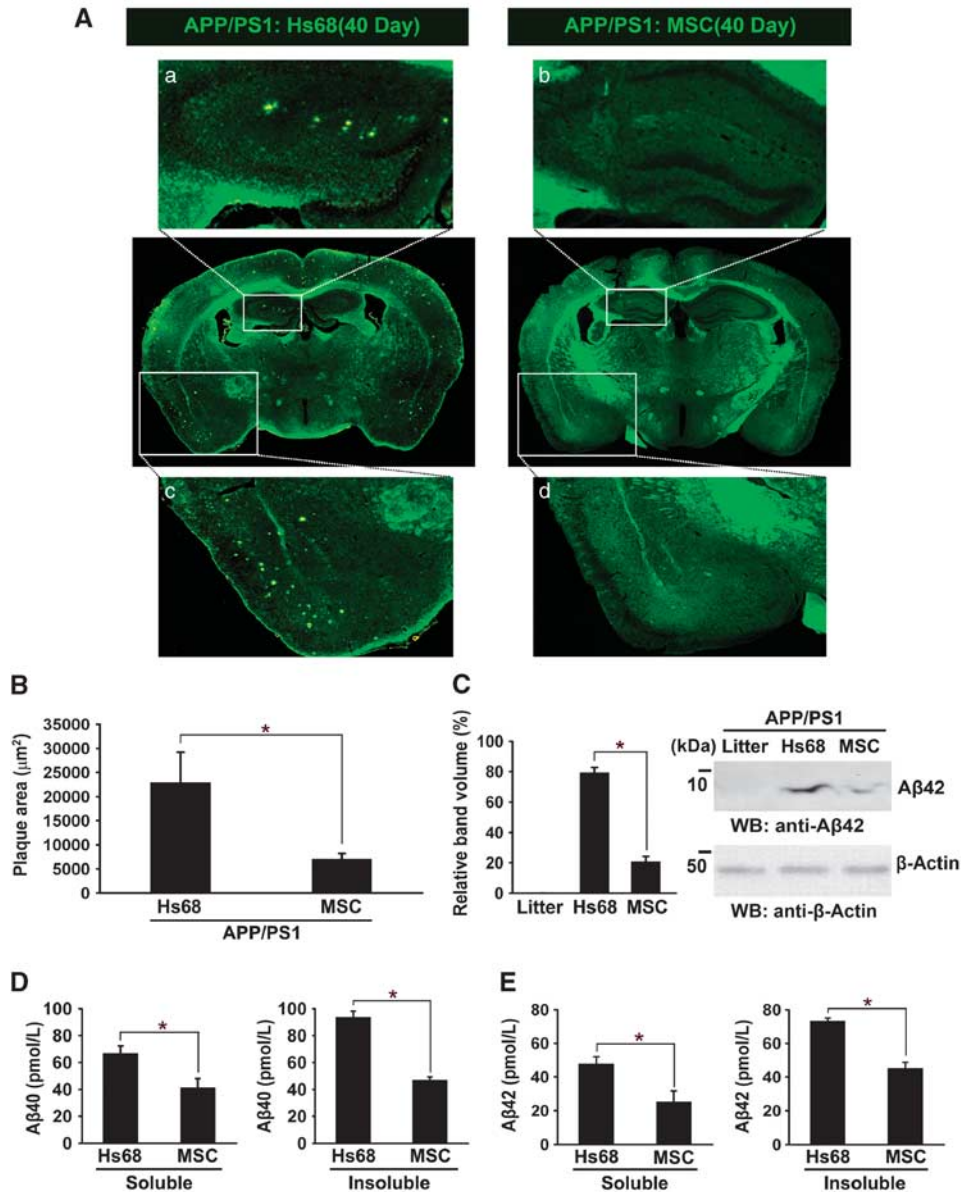 A
APP/PS1: Hs68(40 Day)
APP/PS1: MSC(40 Day)
a
b
c
d
B
Plaque area (μm²)
35000
30000
25000
20000
15000
10000
5000
0
Hs68 MSC
APP/PS1
*
C
Relative band volume (%)
100
80
60
40
20
0
Litter Hs68 MSC
*
APP/PS1
(kDa) Litter Hs68 MSC
10
Aβ42
WB: anti-Aβ42
50
β-Actin
WB: anti-β-Actin
D
Aβ40 (pmol/L)
100
80
60
40
20
0
Hs68 MSC
Soluble
*
Aβ40 (pmol/L)
100
80
60
40
20
0
Hs68 MSC
Insoluble
*
E
Aβ42 (pmol/L)
80
60
40
20
0
Hs68 MSC
Soluble
*
Aβ42 (pmol/L)
80
60
40
20
0
Hs68 MSC
Insoluble
*